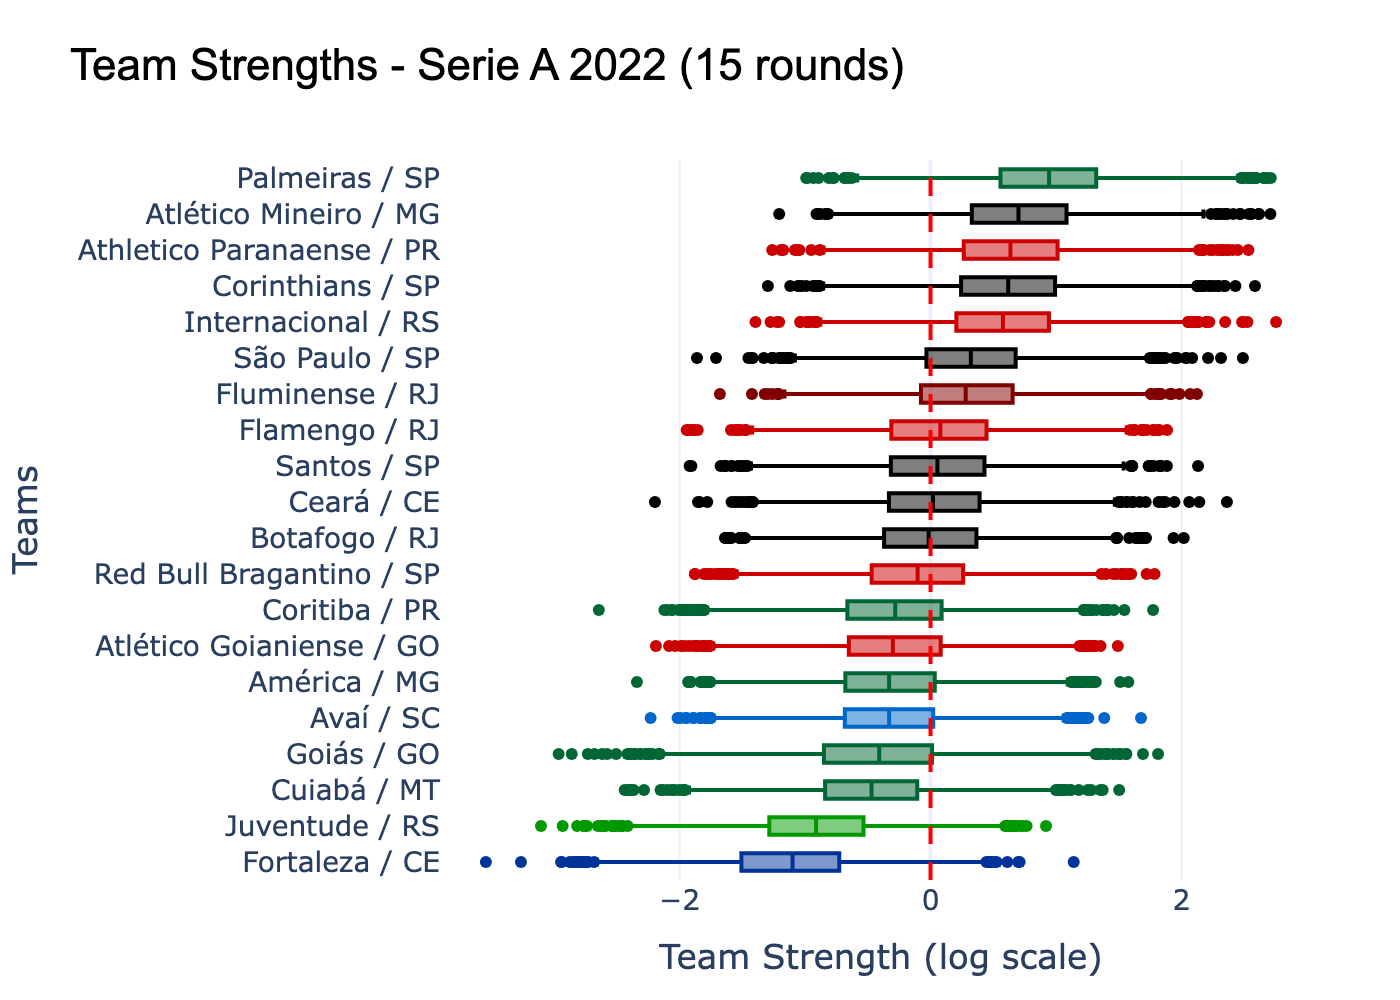 Team Strengths - Serie A 2022 (15 rounds)
Teams
Palmeiras / SP
Atlético Mineiro / MG
Athletico Paranaense / PR
Corinthians / SP
Internacional / RS
São Paulo / SP
Fluminense / RJ
Flamengo / RJ
Santos / SP
Ceará / CE
Botafogo / RJ
Red Bull Bragantino / SP
Coritiba / PR
Atlético Goianiense / GO
América / MG
Avaí / SC
Goiás / GO
Cuiabá / MT
Juventude / RS
Fortaleza / CE
−2 0 2
Team Strength (log scale)